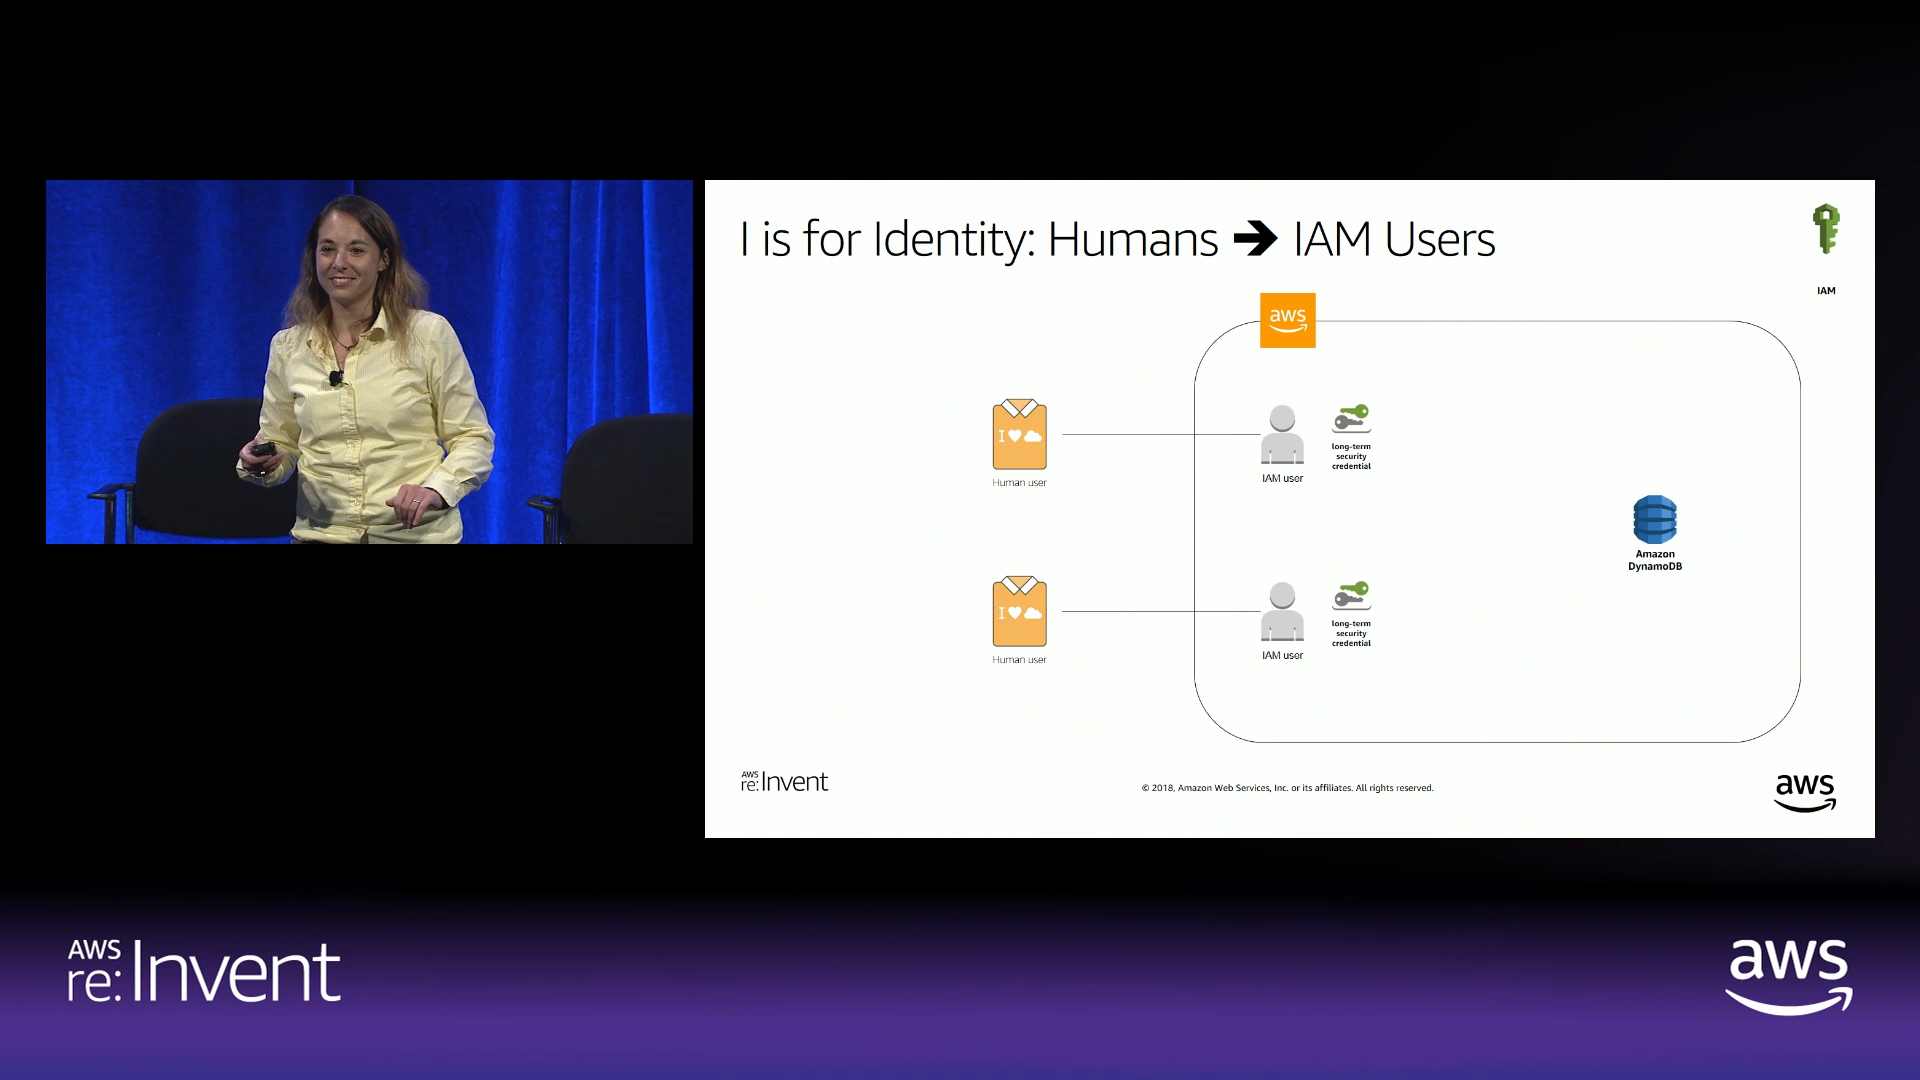 I is for Identity: Humans ➔ IAM Users
IAM
aws
I♥
Human user
IAM user
long-term
security
credential
Amazon
DynamoDB
I♥
Human user
IAM user
long-term
security
credential
AWS
re:Invent
© 2018, Amazon Web Services, Inc. or its affiliates. All rights reserved.
aws
AWS
re:Invent
aws